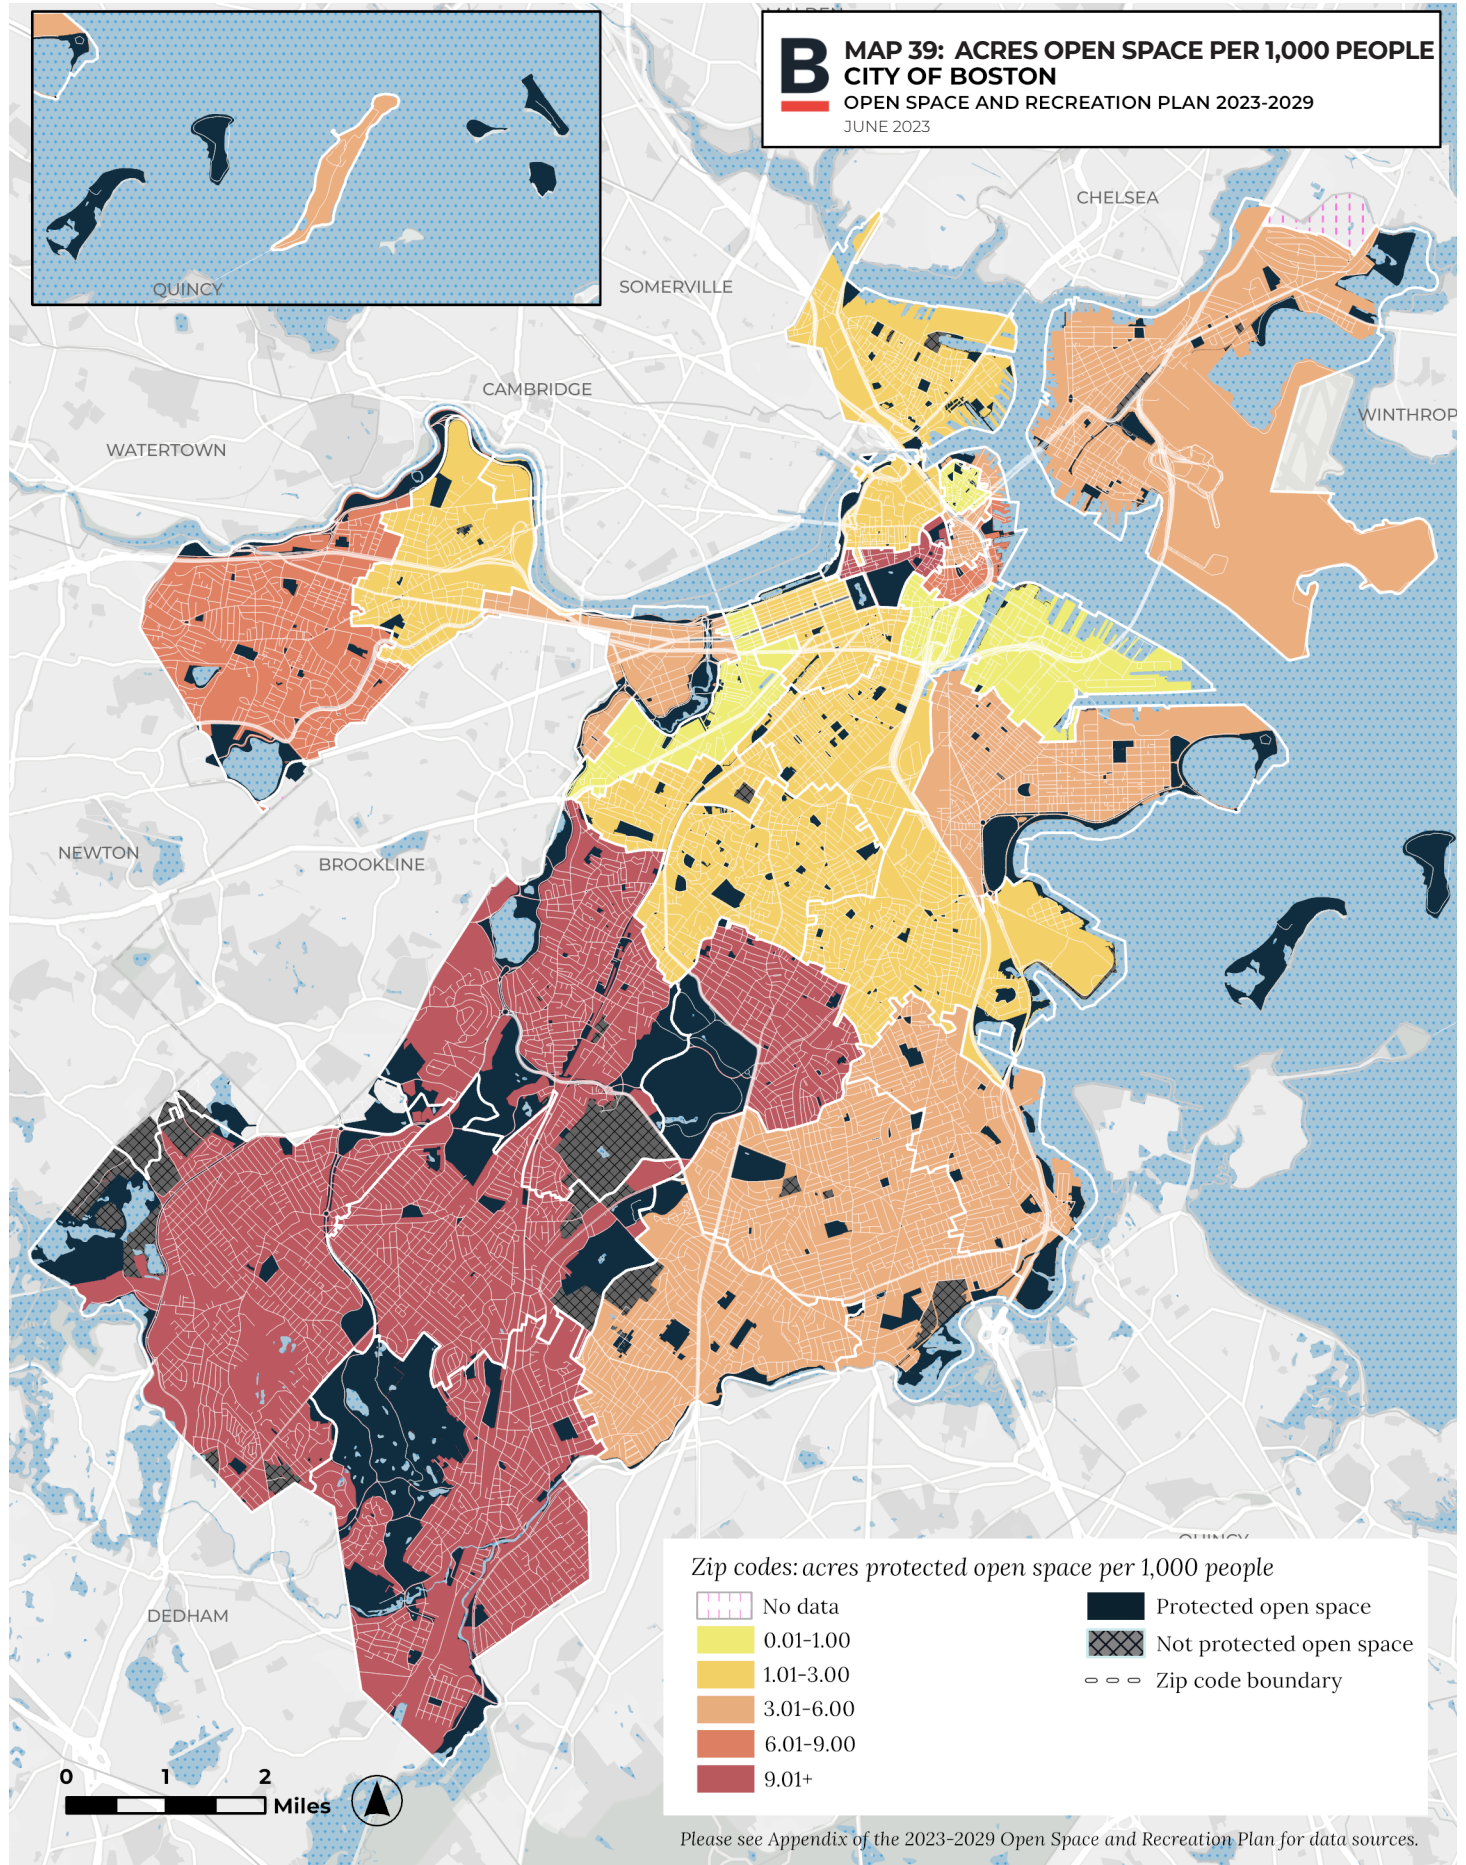 MALDEN
B
MAP 39: ACRES OPEN SPACE PER 1,000 PEOPLE
CITY OF BOSTON
OPEN SPACE AND RECREATION PLAN 2023-2029
JUNE 2023
CHELSEA
QUINCY
SOMERVILLE
CAMBRIDGE
WINTHROP
WATERTOWN
NEWTON
BROOKLINE
QUINCY
DEDHAM
Zip codes: acres protected open space per 1,000 people
No data
0.01-1.00
1.01-3.00
3.01-6.00
6.01-9.00
9.01+
Protected open space
Not protected open space
Zip code boundary
0 1 2
Miles
Please see Appendix of the 2023-2029 Open Space and Recreation Plan for data sources.